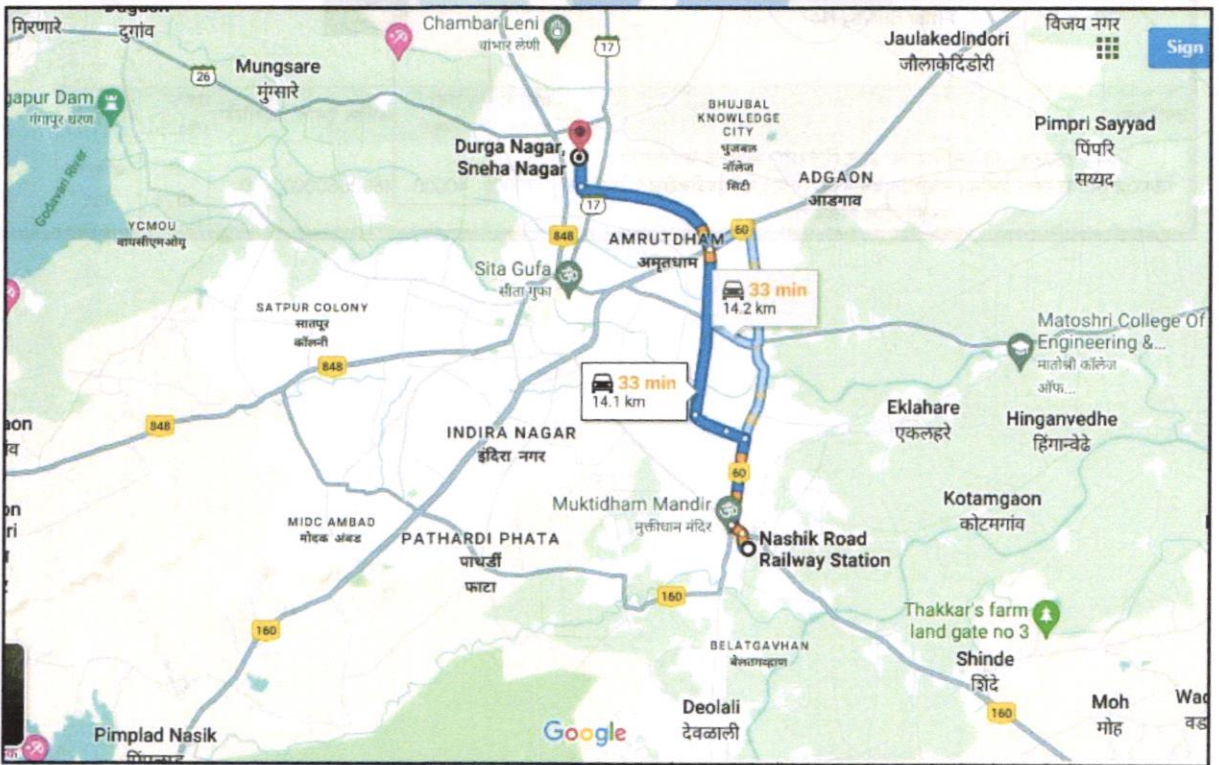 गिरणारे
दुगांव
Chambar Leni
चांभार लेणी
17
विजय नगर
Sign
Jaulakedindori
जौलाकेदिंडोरी
26
Mungsare
मुंग्सारे
gapur Dam
गंगापूर धरण
Godavari River
BHUJBAL
KNOWLEDGE
CITY
भुजबल
नॉलेज
सिटी
Pimpri Sayyad
पिंपरि
सय्यद
Durga Nagar,
Sneha Nagar
ADGAON
आडगाव
17
YCMOU
वायसीएमओयू
848
AMRUTDHAM
अमृतधाम
60
Sita Gufa
सीता गुफा
33 min
14.2 km
SATPUR COLONY
सातपूर
कॉलनी
Matoshri College Of
Engineering &...
मातोश्री कॉलेज
ऑफ...
848
33 min
14.1 km
848
Eklahare
एकलहरे
Hinganvedhe
हिंगान्वेढे
INDIRA NAGAR
इंदिरा नगर
60
Muktidham Mandir
मुक्तीधाम मंदिर
Kotamgaon
कोटमगांव
MIDC AMBAD
मोदक अंबड
PATHARDI PHATA
पाथर्डी
फाटा
Nashik Road
Railway Station
160
160
Thakkar's farm
land gate no 3
BELATGAVHAN
बेलतगव्हाण
Shinde
शिंदे
160
Deolali
देवळाली
Moh
मोह
Pimplad Nasik
Google